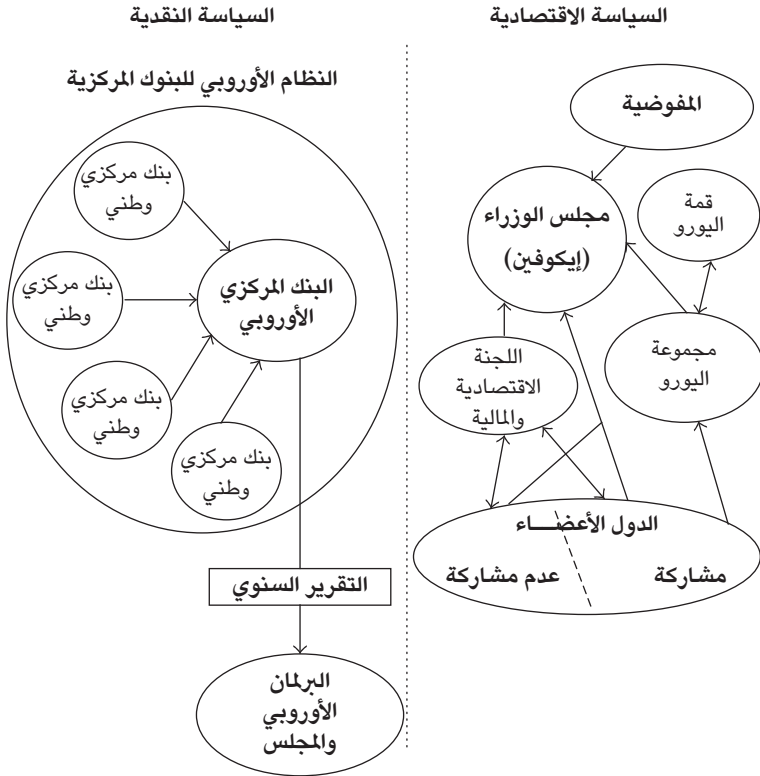 السياسة الاقتصادية
السياسة النقدية
المفوضية
مجلس الوزراء
(إيكوفين)
قمة
اليورو
مجموعة
اليورو
اللجنة
الاقتصادية
والمالية
الدول الأعضـــاء
مشاركة
عدم مشاركة
النظام الأوروبي للبنوك المركزية
بنك مركزي
وطني
بنك مركزي
وطني
البنك المركزي
الأوروبي
بنك مركزي
وطني
بنك مركزي
وطني
التقرير السنوي
البرلمان
الأوروبي
والمجلس